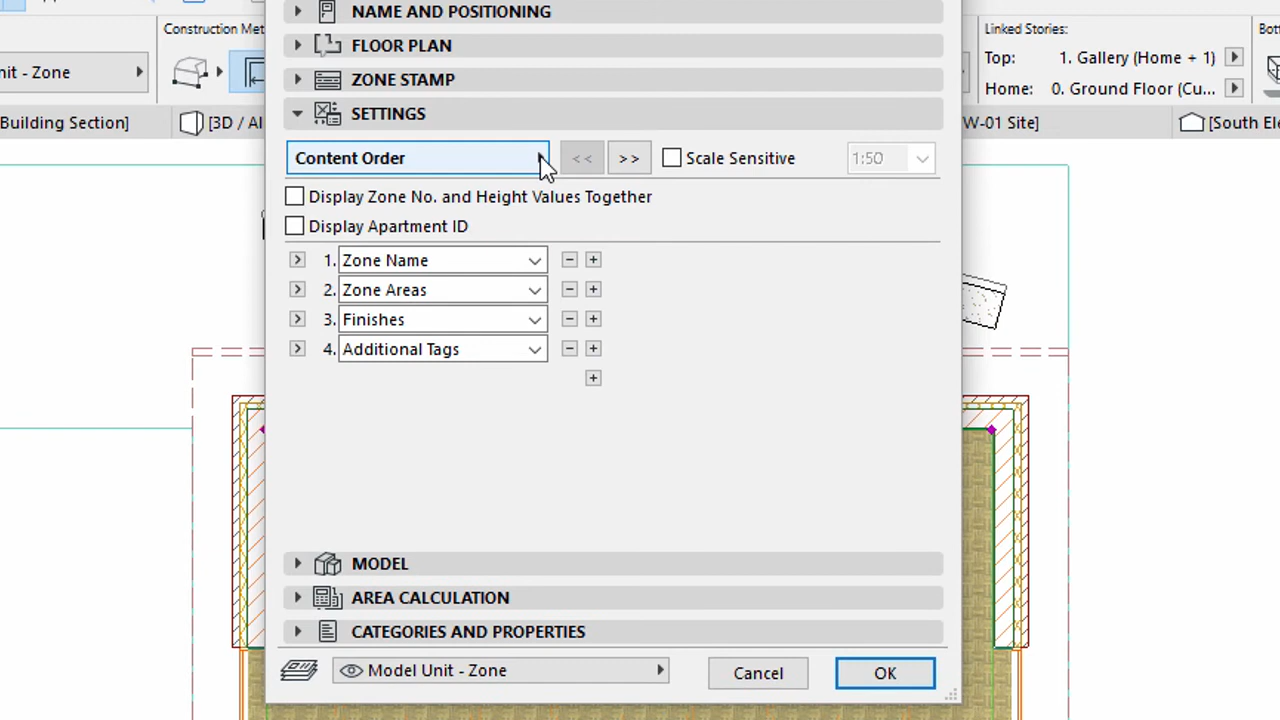 NAME AND POSITIONING
Construction Met
Linked Stories:
Bott
FLOOR PLAN
Top: 1. Gallery (Home + 1)
nit - Zone
ZONE STAMP
Home: 0. Ground Floor (Cu...
SETTINGS
Building Section]
[3D / Al
W-01 Site]
[South Ele
Content Order
<<
>>
Scale Sensitive
1:50
Display Zone No. and Height Values Together
Display Apartment ID
1. Zone Name
2. Zone Areas
3. Finishes
4. Additional Tags
MODEL
AREA CALCULATION
CATEGORIES AND PROPERTIES
Model Unit - Zone
Cancel
OK